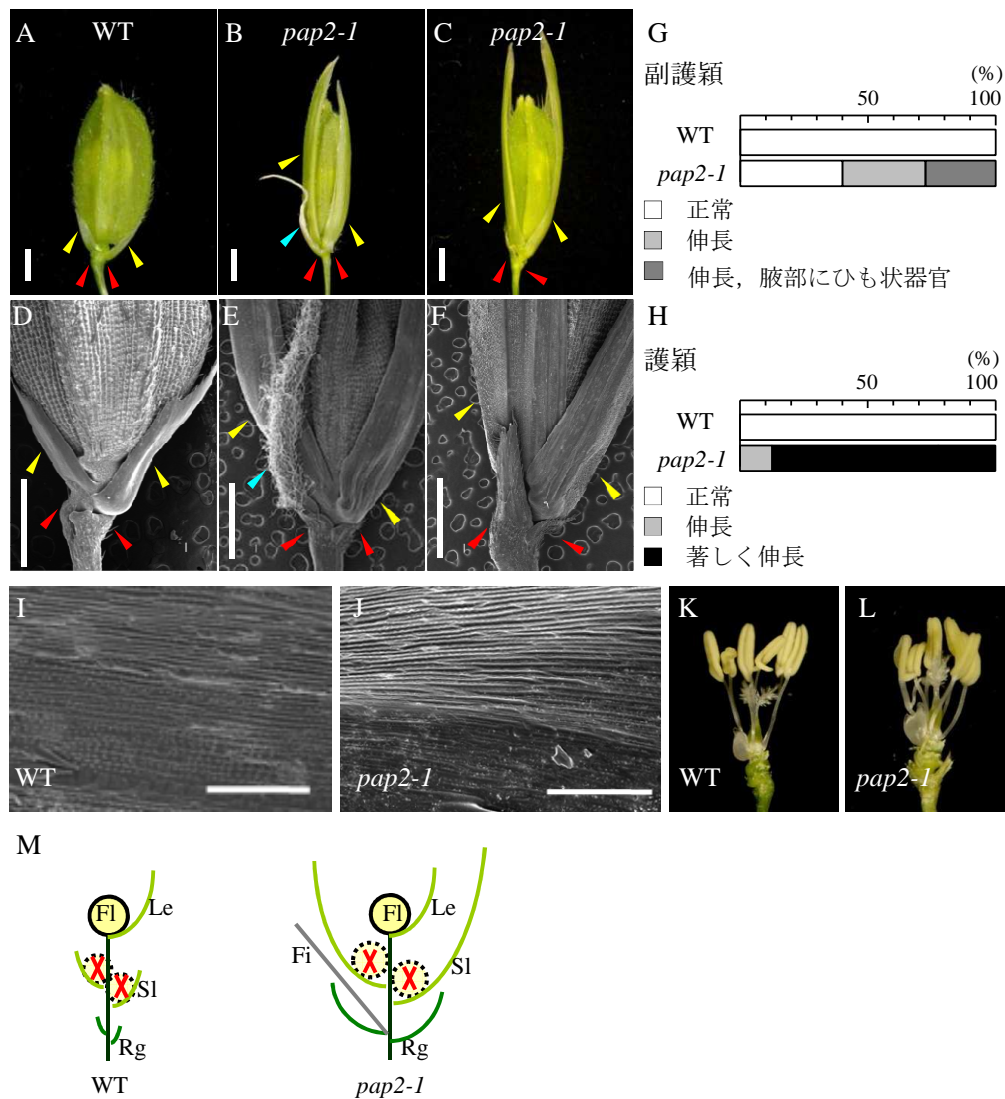 A WT
B pap2-1
C pap2-1
D
E
F
G
副護穎
(%)
50 100
WT
pap2-1
正常
伸長
伸長，腋部にひも状器官
H
護穎
(%)
50 100
WT
pap2-1
正常
伸長
著しく伸長
I
WT
J
pap2-1
K
WT
L
pap2-1
M
Fl Le
X X Sl
Rg
WT
Fl Le
Fi X X Sl
Rg
pap2-1